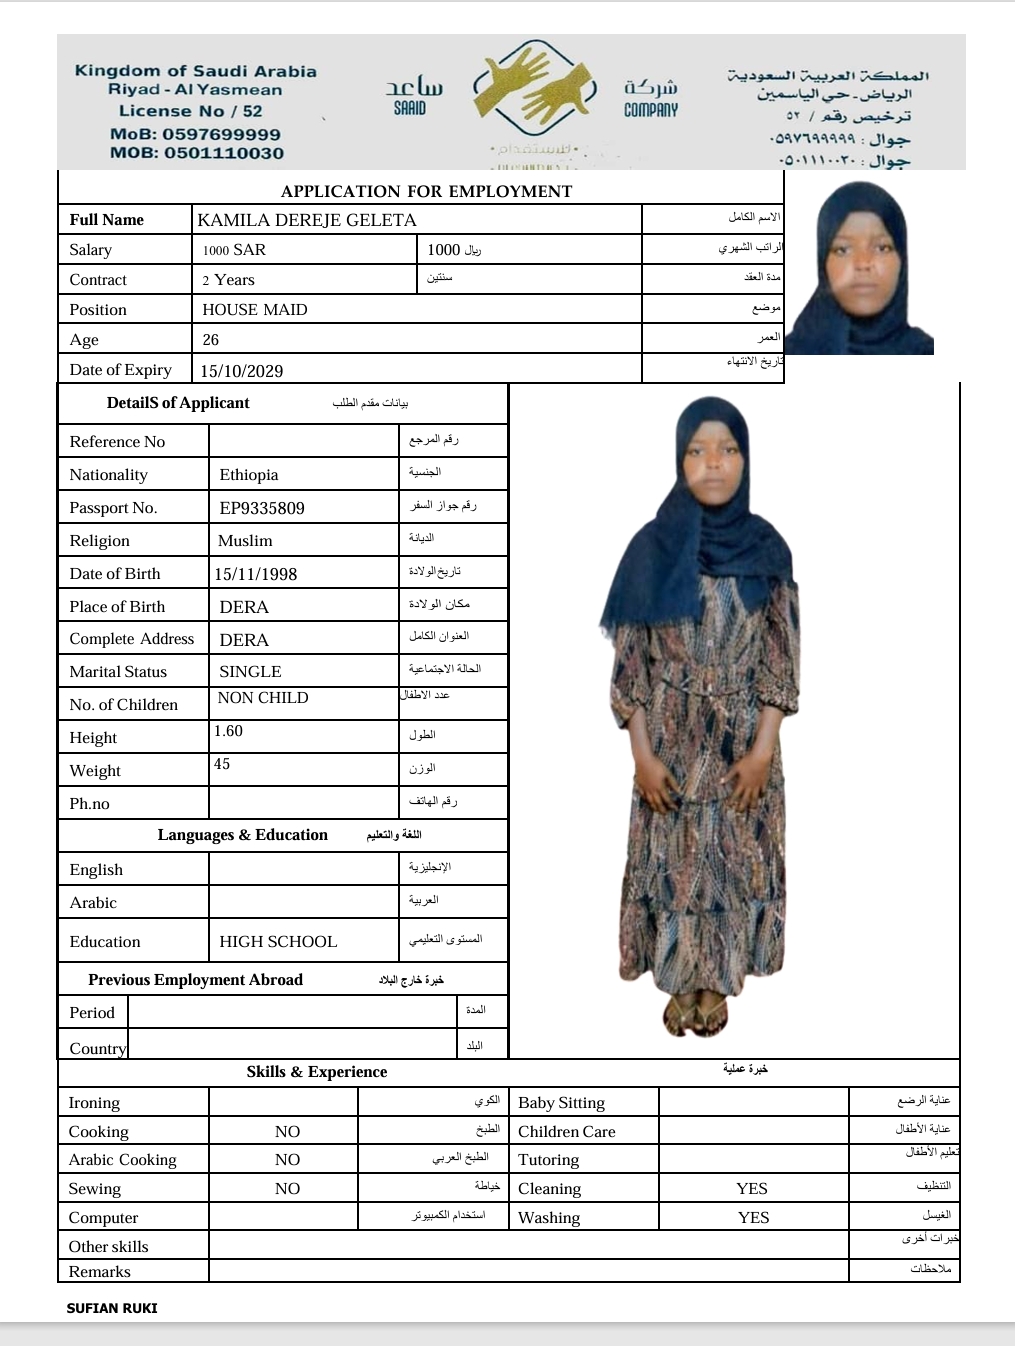 Kingdom of Saudi Arabia
Riyad - Al Yasmean
License No / 52
MoB: 0597699999
MOB: 0501110030
ساعد
SAAID
شركة
COMPANY
للاستقدام
المملكة العربية السعودية
الرياض - حي الياسمين
ترخيص رقم / ٥٢
جوال : ٠٥٩٧٦٩٩٩٩٩
جوال : ٠٥٠١١١٠٠٣٠
APPLICATION FOR EMPLOYMENT
Full Name KAMILA DEREJE GELETA الاسم الكامل
Salary 1000 SAR 1000 ريال الراتب الشهري
Contract 2 Years سنتين مدة العقد
Position HOUSE MAID موضع
Age 26 العمر
Date of Expiry 15/10/2029 تاريخ الانتهاء
DetailS of Applicant بيانات مقدم الطلب
Reference No رقم المرجع
Nationality Ethiopia الجنسية
Passport No. EP9335809 رقم جواز السفر
Religion Muslim الديانة
Date of Birth 15/11/1998 تاريخ الولادة
Place of Birth DERA مكان الولادة
Complete Address DERA العنوان الكامل
Marital Status SINGLE الحالة الاجتماعية
No. of Children NON CHILD عدد الاطفال
Height 1.60 الطول
Weight 45 الوزن
Ph.no رقم الهاتف
Languages & Education اللغة والتعليم
English الإنجليزية
Arabic العربية
Education HIGH SCHOOL المستوى التعليمي
Previous Employment Abroad خبرة خارج البلاد
Period المدة
Country البلد
Skills & Experience خبرة عملية
Ironing الكوي Baby Sitting عناية الرضع
Cooking NO الطبخ Children Care عناية الأطفال
Arabic Cooking NO الطبخ العربي Tutoring تعليم الأطفال
Sewing NO خياطة Cleaning YES التنظيف
Computer استخدام الكمبيوتر Washing YES الغيسل
Other skills خبرات أخرى
Remarks ملاحظات
SUFIAN RUKI